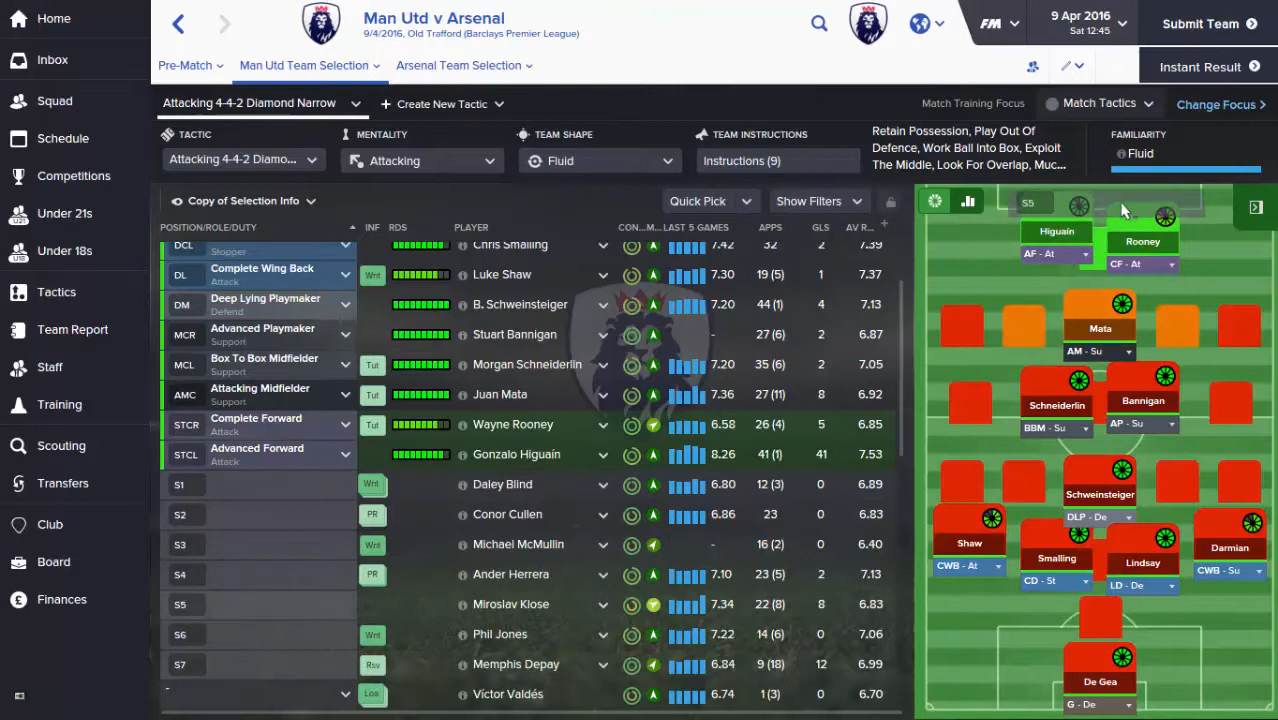 Home
Inbox
Squad
Schedule
Competitions
Under 21s
Under 18s
Tactics
Team Report
Staff
Training
Scouting
Transfers
Club
Board
Finances
Man Utd v Arsenal
9/4/2016, Old Trafford (Barclays Premier League)
FM
9 Apr 2016
Sat 12:45
Submit Team
Pre-Match
Man Utd Team Selection
Arsenal Team Selection
Instant Result
Attacking 4-4-2 Diamond Narrow
Create New Tactic
Match Training Focus
Match Tactics
Change Focus >
TACTIC
Attacking 4-4-2 Diamo...
MENTALITY
Attacking
TEAM SHAPE
Fluid
TEAM INSTRUCTIONS
Instructions (9)
Retain Possession, Play Out Of
Defence, Work Ball Into Box, Exploit
The Middle, Look For Overlap, Muc...
FAMILIARITY
Fluid
Copy of Selection Info
Quick Pick
Show Filters
POSITION/ROLE/DUTY INF RDS PLAYER CON... M... LAST 5 GAMES APPS GLS AV R...
DCL Stopper Chris Smalling 7.42 32 2 7.39
DL Complete Wing Back Attack Wnt Luke Shaw 7.30 19 (5) 1 7.37
DM Deep Lying Playmaker Defend B. Schweinsteiger 7.20 44 (1) 4 7.13
MCR Advanced Playmaker Support Stuart Bannigan - 27 (6) 2 6.87
MCL Box To Box Midfielder Support Tut Morgan Schneiderlin 7.20 35 (6) 2 7.05
AMC Attacking Midfielder Support Tut Juan Mata 7.36 27 (11) 8 6.92
STCR Complete Forward Attack Tut Wayne Rooney 6.58 26 (4) 5 6.85
STCL Advanced Forward Attack Gonzalo Higuaín 8.26 41 (1) 41 7.53
S1 Wnt Daley Blind 6.80 12 (3) 0 6.89
S2 PR Conor Cullen 6.86 23 0 6.83
S3 Wnt Michael McMullin - 16 (2) 0 6.40
S4 PR Ander Herrera 7.10 23 (5) 2 7.13
S5 Miroslav Klose 7.34 22 (8) 8 6.83
S6 Wnt Phil Jones 7.22 14 (6) 0 7.06
S7 Rsv Memphis Depay 6.84 9 (18) 12 6.99
- Loa Víctor Valdés 6.74 1 (3) 0 6.70
S5
Higuaín
AF - At
Rooney
CF - At
Mata
AM - Su
Schneiderlin
BBM - Su
Bannigan
AP - Su
Schweinsteiger
DLP - De
Shaw
CWB - At
Smalling
CD - St
Lindsay
LD - De
Darmian
CWB - Su
De Gea
G - De